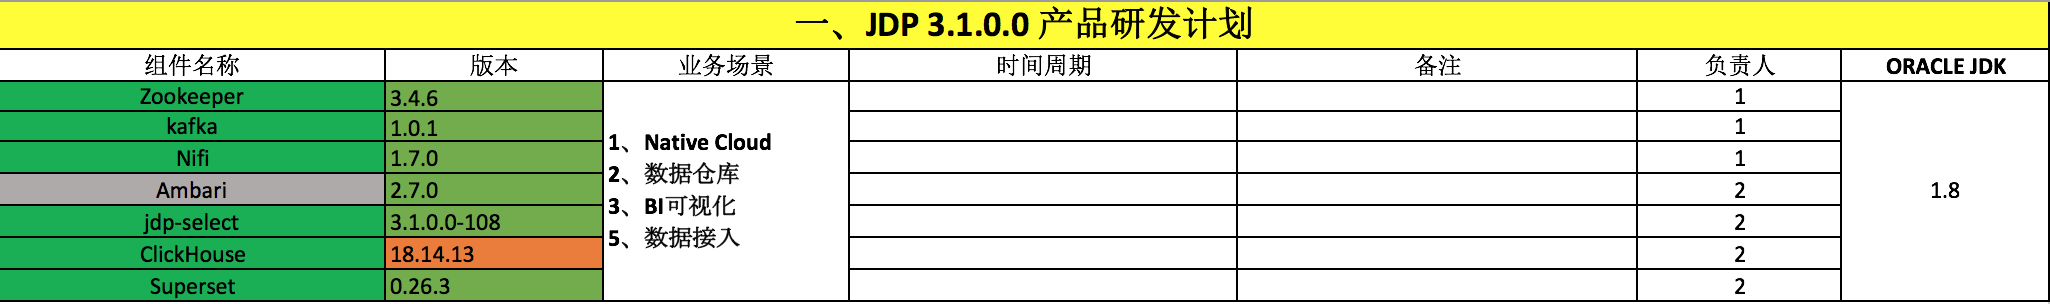 一、JDP 3.1.0.0 产品研发计划
组件名称 版本 业务场景 时间周期 备注 负责人 ORACLE JDK
Zookeeper 3.4.6 1
kafka 1.0.1 1
1、Native Cloud
Nifi 1.7.0 1
2、数据仓库
Ambari 2.7.0 2 1.8
3、BI可视化
jdp-select 3.1.0.0-108 2
5、数据接入
ClickHouse 18.14.13 2
Superset 0.26.3 2